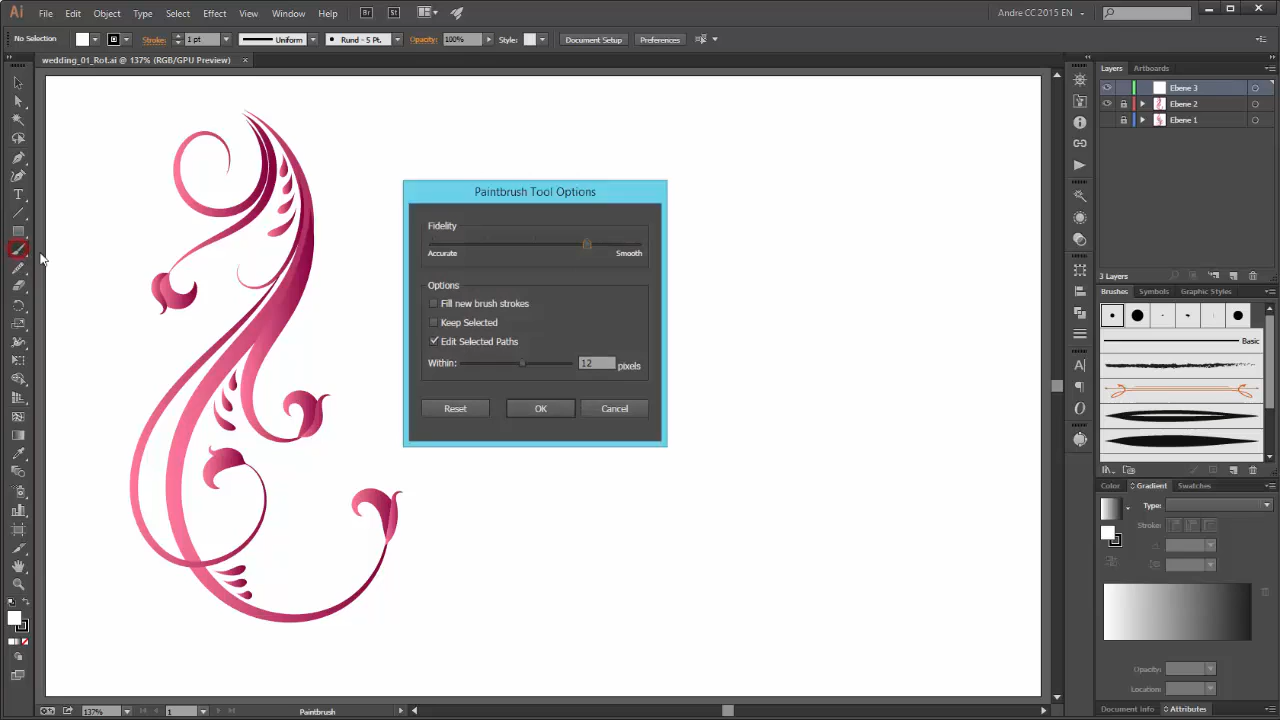 Ai File Edit Object Type Select Effect View Window Help Br St Andre CC 2015 EN
No Selection Stroke: 1 pt Uniform Rund - 5 Pt. Opacity: 100% Style: Document Setup Preferences
wedding_01_Rot.ai @ 137% (RGB/GPU Preview) ×
Layers Artboards
Ebene 3
Ebene 2
Ebene 1
3 Layers
Paintbrush Tool Options
Fidelity
Accurate Smooth
Options
Fill new brush strokes
Keep Selected
Edit Selected Paths
Within: 12 pixels
Reset OK Cancel
Brushes Symbols Graphic Styles
Basic
Color Gradient Swatches
Type:
Stroke:
Opacity:
Location:
137% 1 Paintbrush
Document Info Attributes